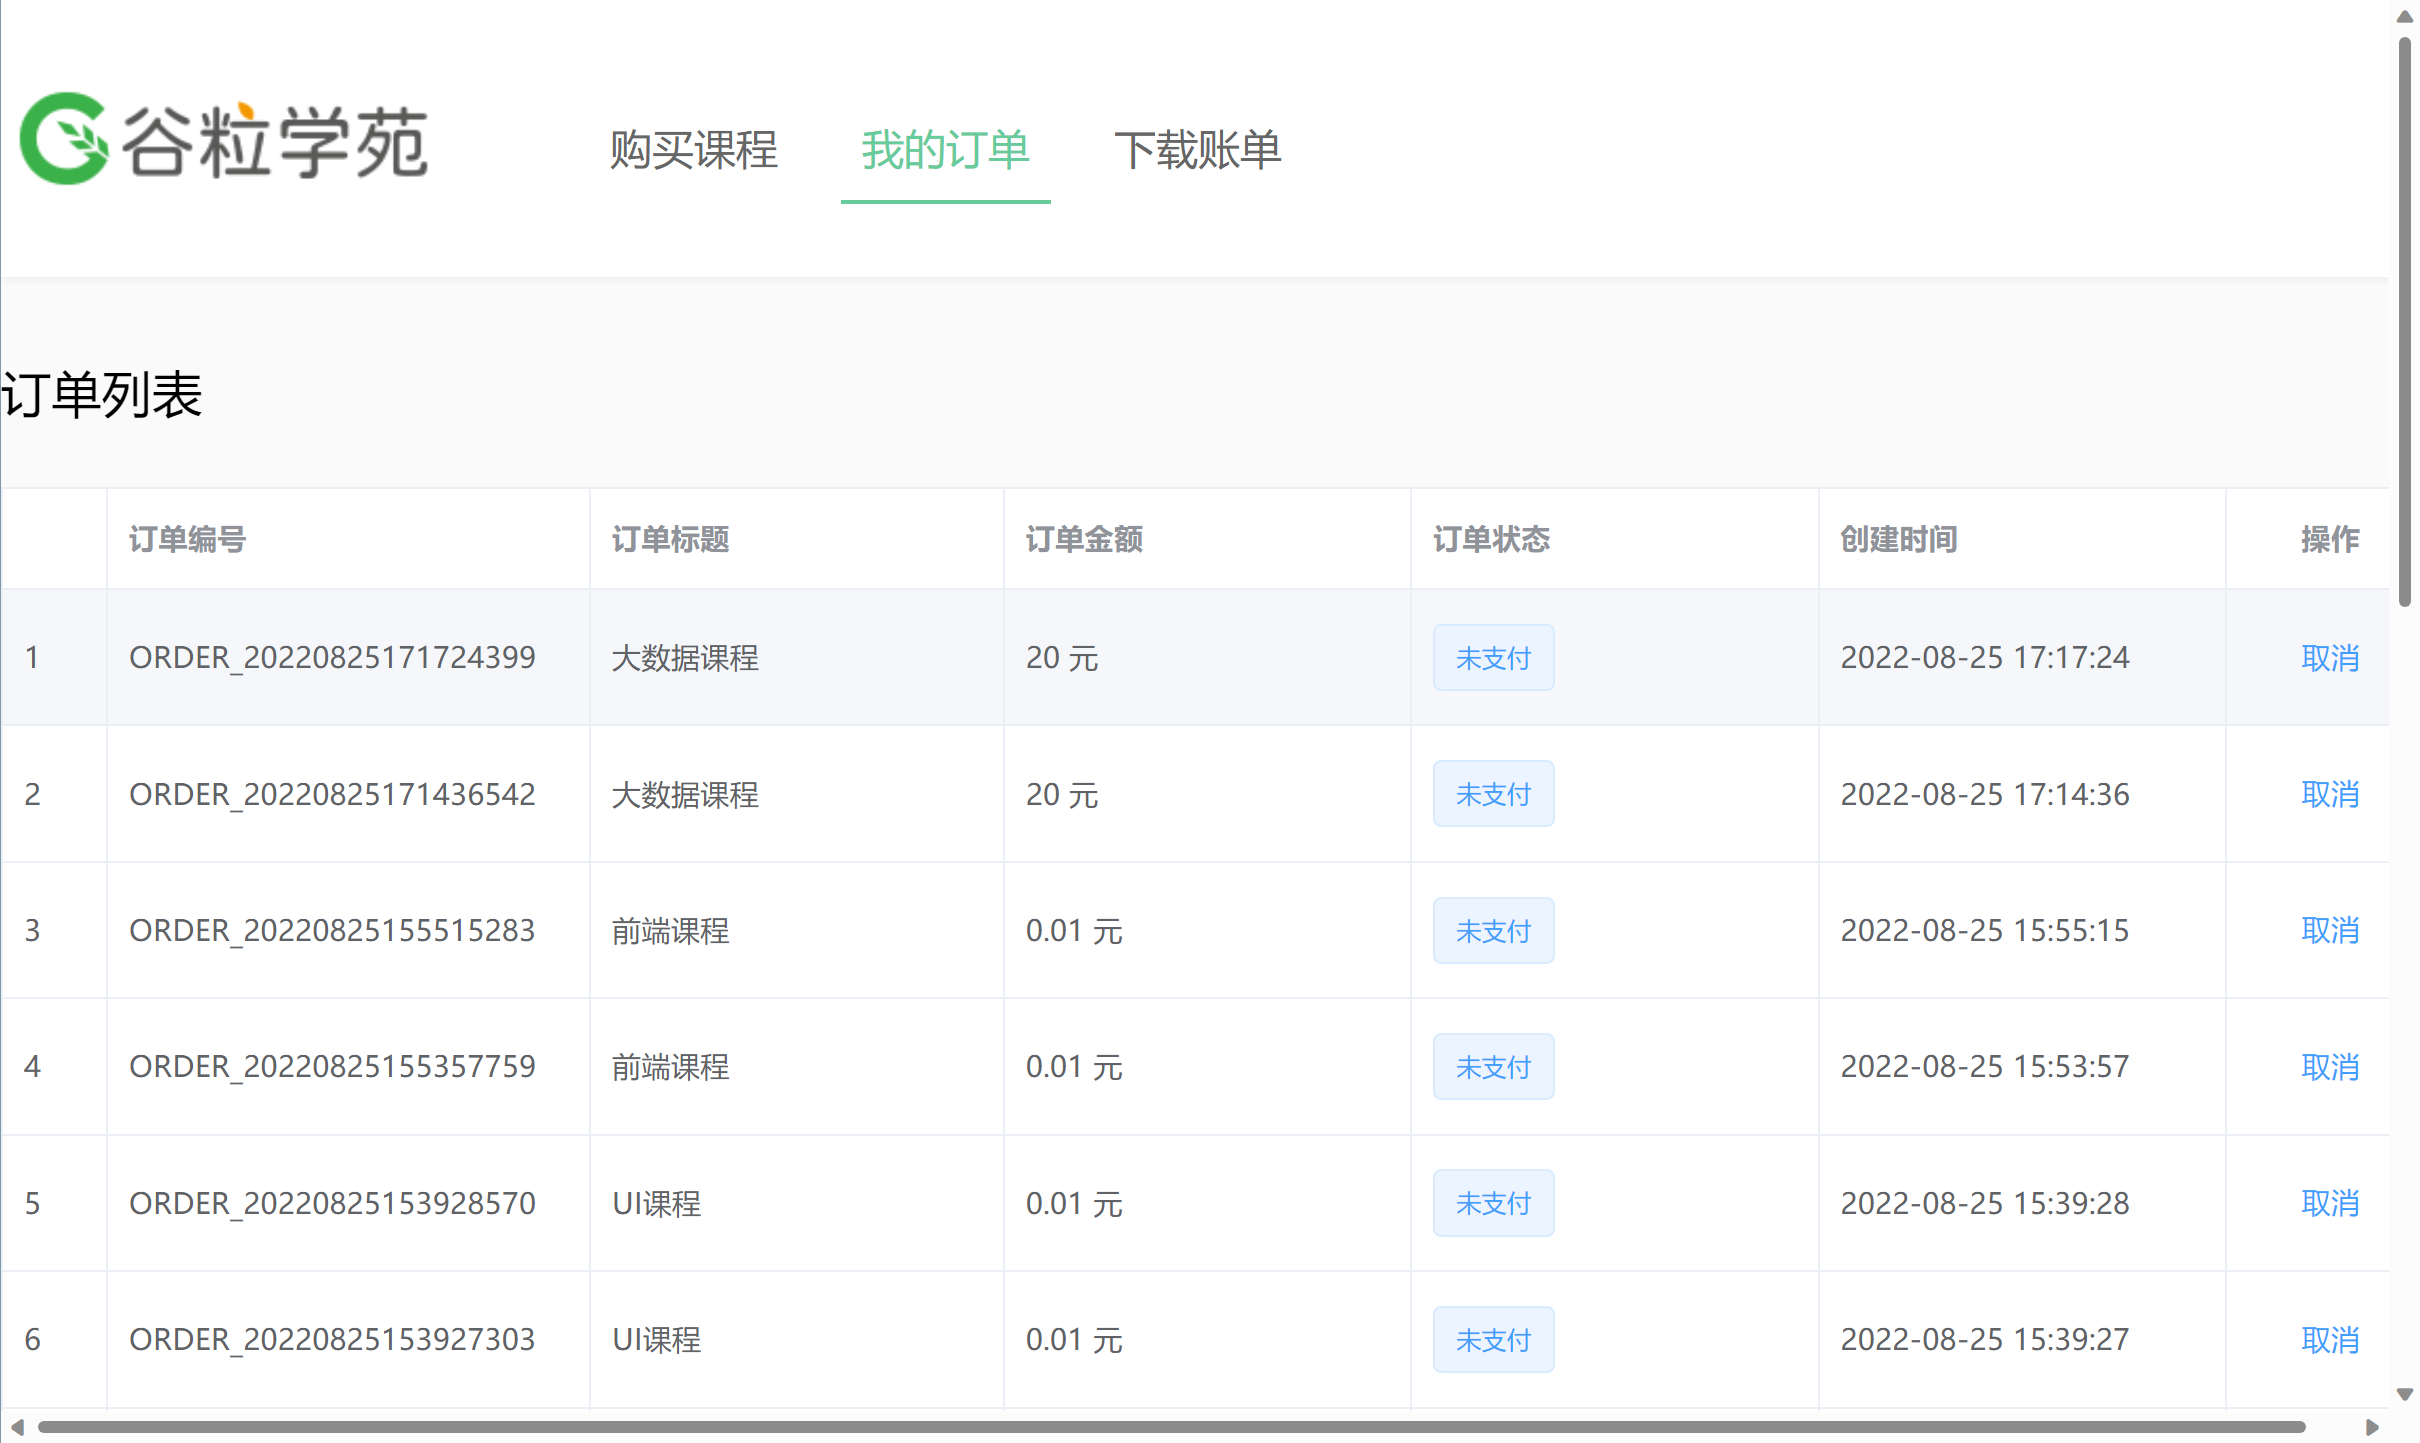 谷粒学苑 购买课程 我的订单 下载账单
订单列表
订单编号 订单标题 订单金额 订单状态 创建时间 操作
1 ORDER_20220825171724399 大数据课程 20 元 未支付 2022-08-25 17:17:24 取消
2 ORDER_20220825171436542 大数据课程 20 元 未支付 2022-08-25 17:14:36 取消
3 ORDER_20220825155515283 前端课程 0.01 元 未支付 2022-08-25 15:55:15 取消
4 ORDER_20220825155357759 前端课程 0.01 元 未支付 2022-08-25 15:53:57 取消
5 ORDER_20220825153928570 UI课程 0.01 元 未支付 2022-08-25 15:39:28 取消
6 ORDER_20220825153927303 UI课程 0.01 元 未支付 2022-08-25 15:39:27 取消